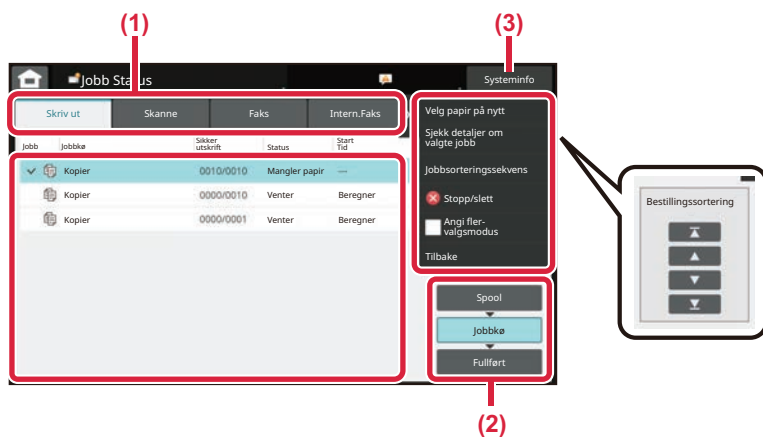 (1)
(3)
Jobb Status
Systeminfo
Skriv ut
Skanne
Faks
Intern.Faks
Jobb
Jobbkø
Sikker
utskrift
Status
Start
Tid
Kopier 0010/0010 Mangler papir ---
Kopier 0000/0010 Venter Beregner
Kopier 0000/0001 Venter Beregner
Velg papir på nytt
Sjekk detaljer om
valgte jobb
Jobbsorteringssekvens
Stopp/slett
Angi fler-
valgsmodus
Tilbake
Bestillingssortering
Spool
Jobbkø
Fullført
(2)